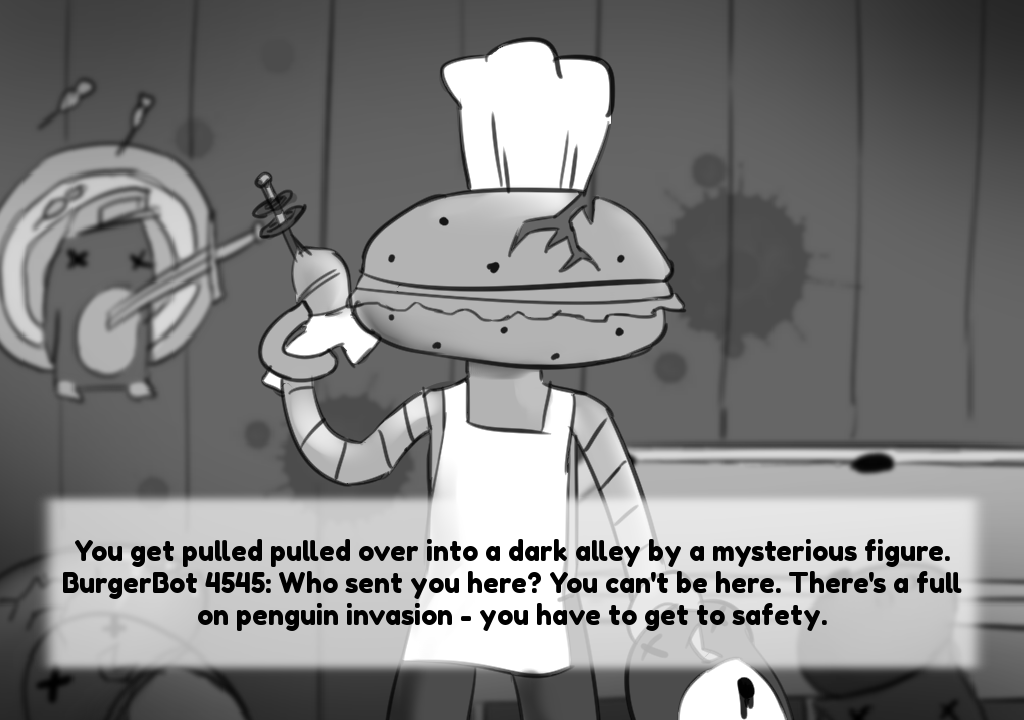 You get pulled pulled over into a dark alley by a mysterious figure.
BurgerBot 4545: Who sent you here? You can't be here. There's a full
on penguin invasion - you have to get to safety.